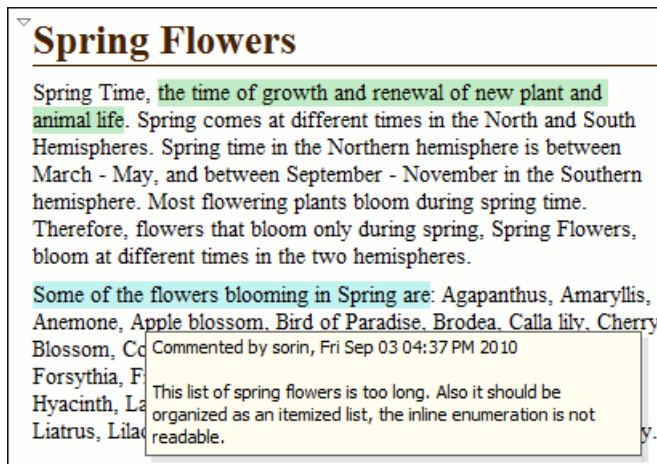 Spring Flowers
Spring Time, the time of growth and renewal of new plant and
animal life. Spring comes at different times in the North and South
Hemispheres. Spring time in the Northern hemisphere is between
March - May, and between September - November in the Southern
hemisphere. Most flowering plants bloom during spring time.
Therefore, flowers that bloom only during spring, Spring Flowers,
bloom at different times in the two hemispheres.
Some of the flowers blooming in Spring are: Agapanthus, Amaryllis,
Anemone, Apple blossom, Bird of Paradise, Brodea, Calla lily, Cherry
Blossom,
Forsythia,
Hyacinth,
Liatrus,
Commented by sorin, Fri Sep 03 04:37 PM 2010
This list of spring flowers is too long. Also it should be
organized as an itemized list, the inline enumeration is not
readable.